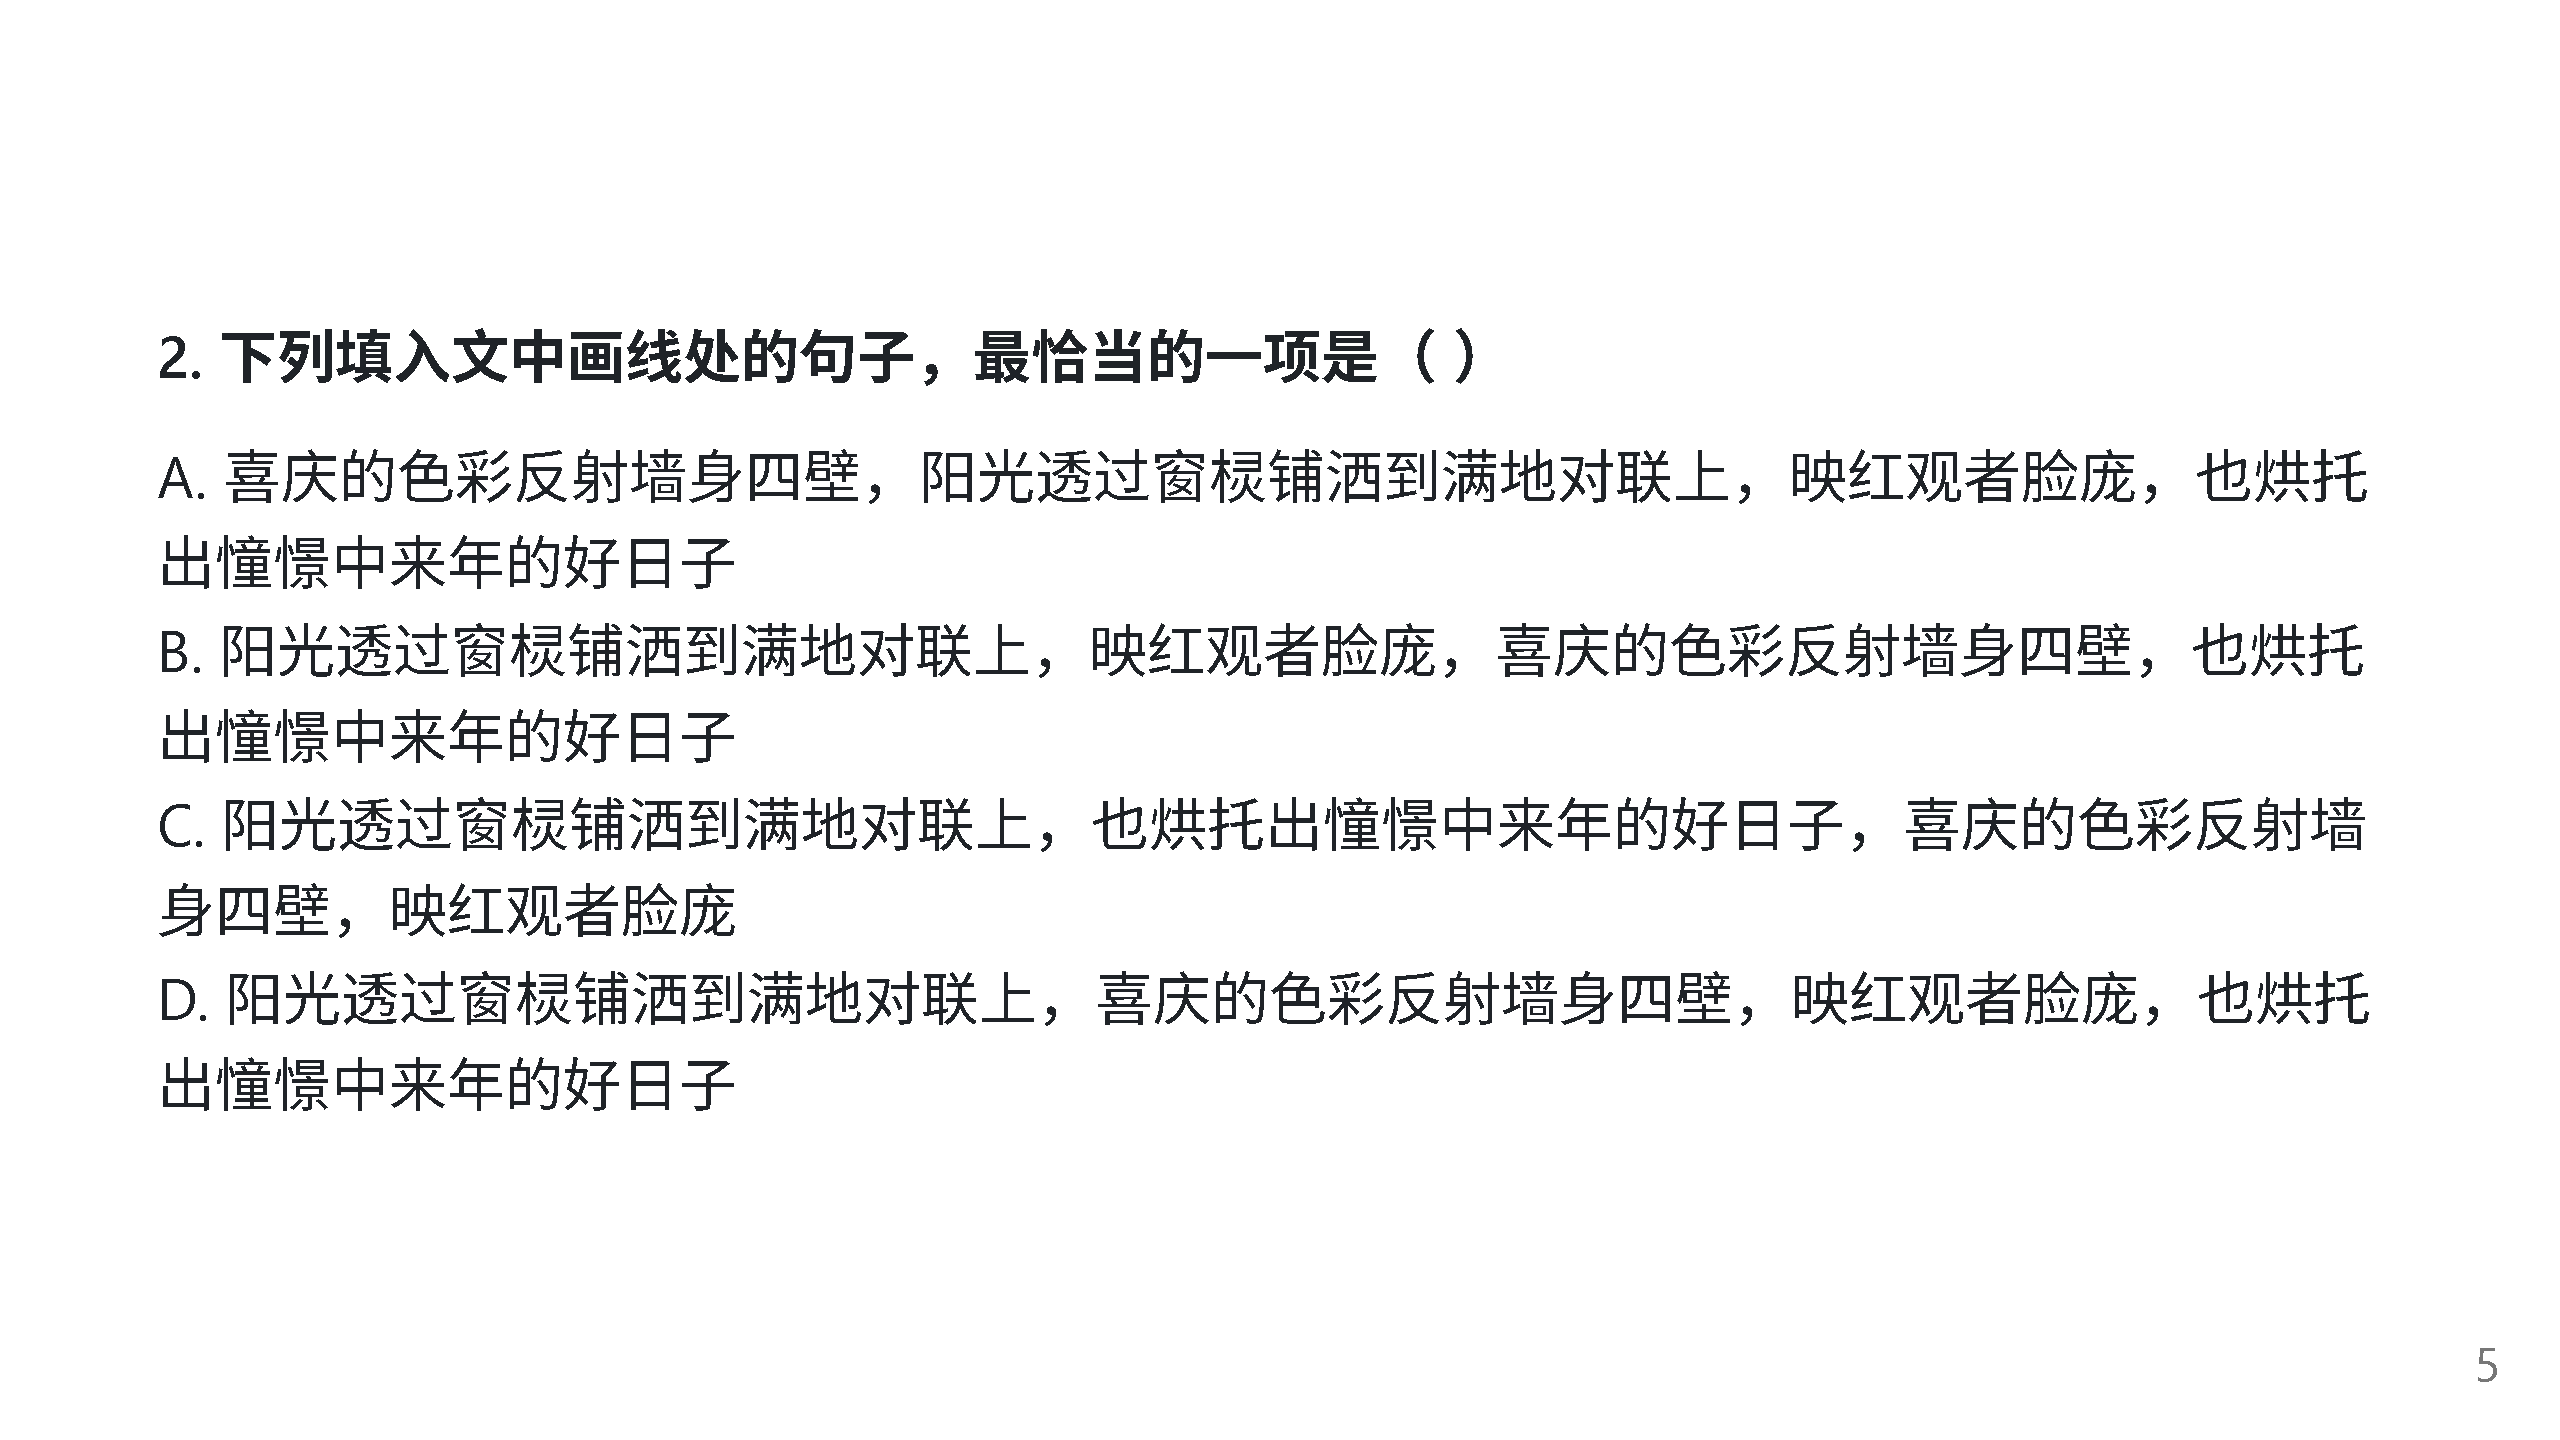 2. 下列填入文中画线处的句子，最恰当的一项是（ ）
A. 喜庆的色彩反射墙身四壁，阳光透过窗棂铺洒到满地对联上，映红观者脸庞，也烘托
出憧憬中来年的好日子
B. 阳光透过窗棂铺洒到满地对联上，映红观者脸庞，喜庆的色彩反射墙身四壁，也烘托
出憧憬中来年的好日子
C. 阳光透过窗棂铺洒到满地对联上，也烘托出憧憬中来年的好日子，喜庆的色彩反射墙
身四壁，映红观者脸庞
D. 阳光透过窗棂铺洒到满地对联上，喜庆的色彩反射墙身四壁，映红观者脸庞，也烘托
出憧憬中来年的好日子
5